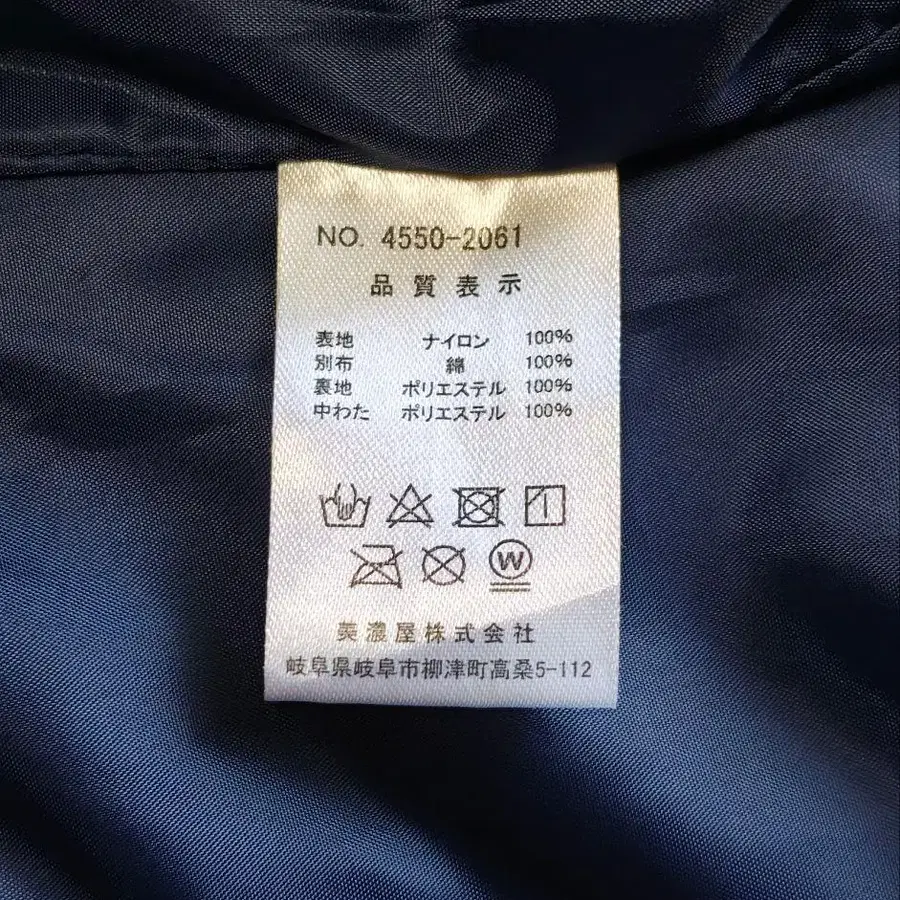 NO. 4550-2061
品質表示
表地 ナイロン 100%
別布 綿 100%
裏地 ポリエステル 100%
中わた ポリエステル 100%
W
美濃屋株式会社
岐阜県岐阜市柳津町高桑5-112